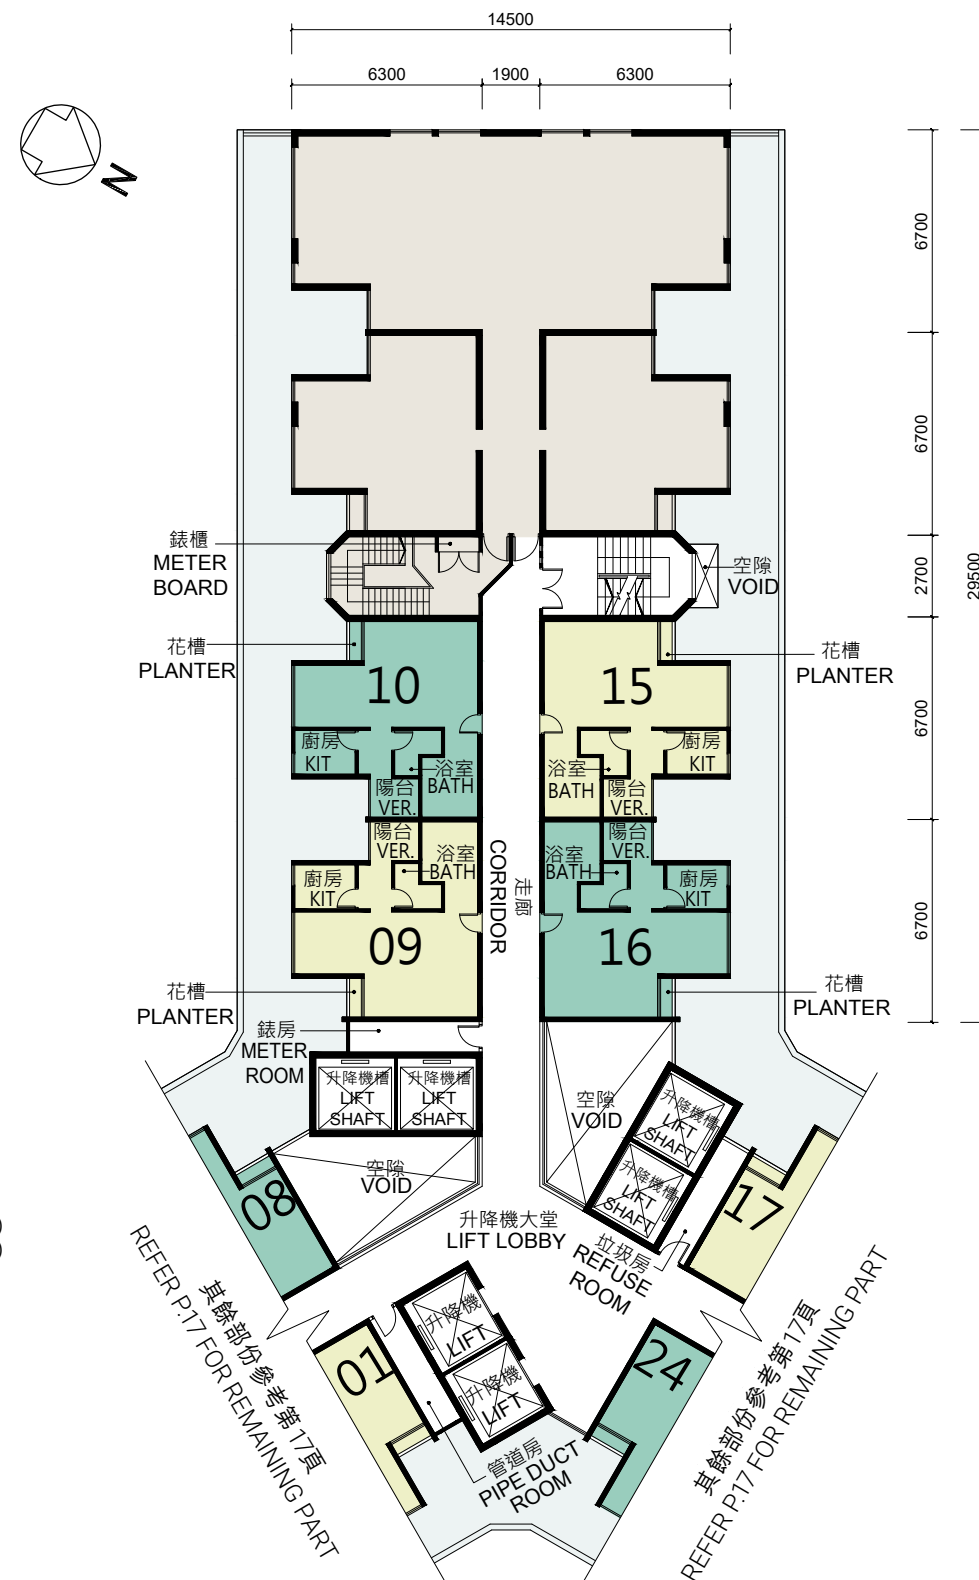 14500
6300
1900
6300
N
6700
6700
2700
29500
6700
6700
錶櫃
METER
BOARD
空隙
VOID
花槽
PLANTER
花槽
PLANTER
10
廚房
KIT
浴室
BATH
陽台
VER.
15
廚房
KIT
浴室
BATH
陽台
VER.
陽台
VER.
浴室
BATH
廚房
KIT
09
走廊
CORRIDOR
陽台
VER.
浴室
BATH
廚房
KIT
16
花槽
PLANTER
花槽
PLANTER
錶房
METER
ROOM
升降機槽
LIFT
SHAFT
升降機槽
LIFT
SHAFT
空隙
VOID
升降機槽
LIFT
SHAFT
升降機槽
LIFT
SHAFT
空隙
VOID
08
17
升降機大堂
LIFT LOBBY
垃圾房
REFUSE
ROOM
升降機
LIFT
升降機
LIFT
01
24
管道房
PIPE DUCT
ROOM
其餘部份參考第17頁
REFER P.17 FOR REMAINING PART
其餘部份參考第17頁
REFER P.17 FOR REMAINING PART